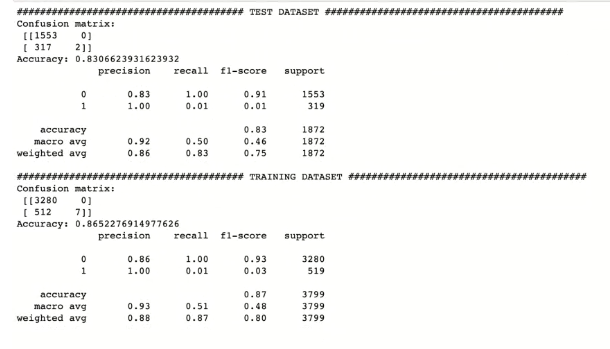 ####################################### TEST DATASET #########################################
Confusion matrix:
[[1553 0]
[ 317 2]]
Accuracy: 0.8306623931623932
precision recall f1-score support
0 0.83 1.00 0.91 1553
1 1.00 0.01 0.01 319
accuracy 0.83 1872
macro avg 0.92 0.50 0.46 1872
weighted avg 0.86 0.83 0.75 1872
####################################### TRAINING DATASET #########################################
Confusion matrix:
[[3280 0]
[ 512 7]]
Accuracy: 0.8652276914977626
precision recall f1-score support
0 0.86 1.00 0.93 3280
1 1.00 0.01 0.03 519
accuracy 0.87 3799
macro avg 0.93 0.51 0.48 3799
weighted avg 0.88 0.87 0.80 3799